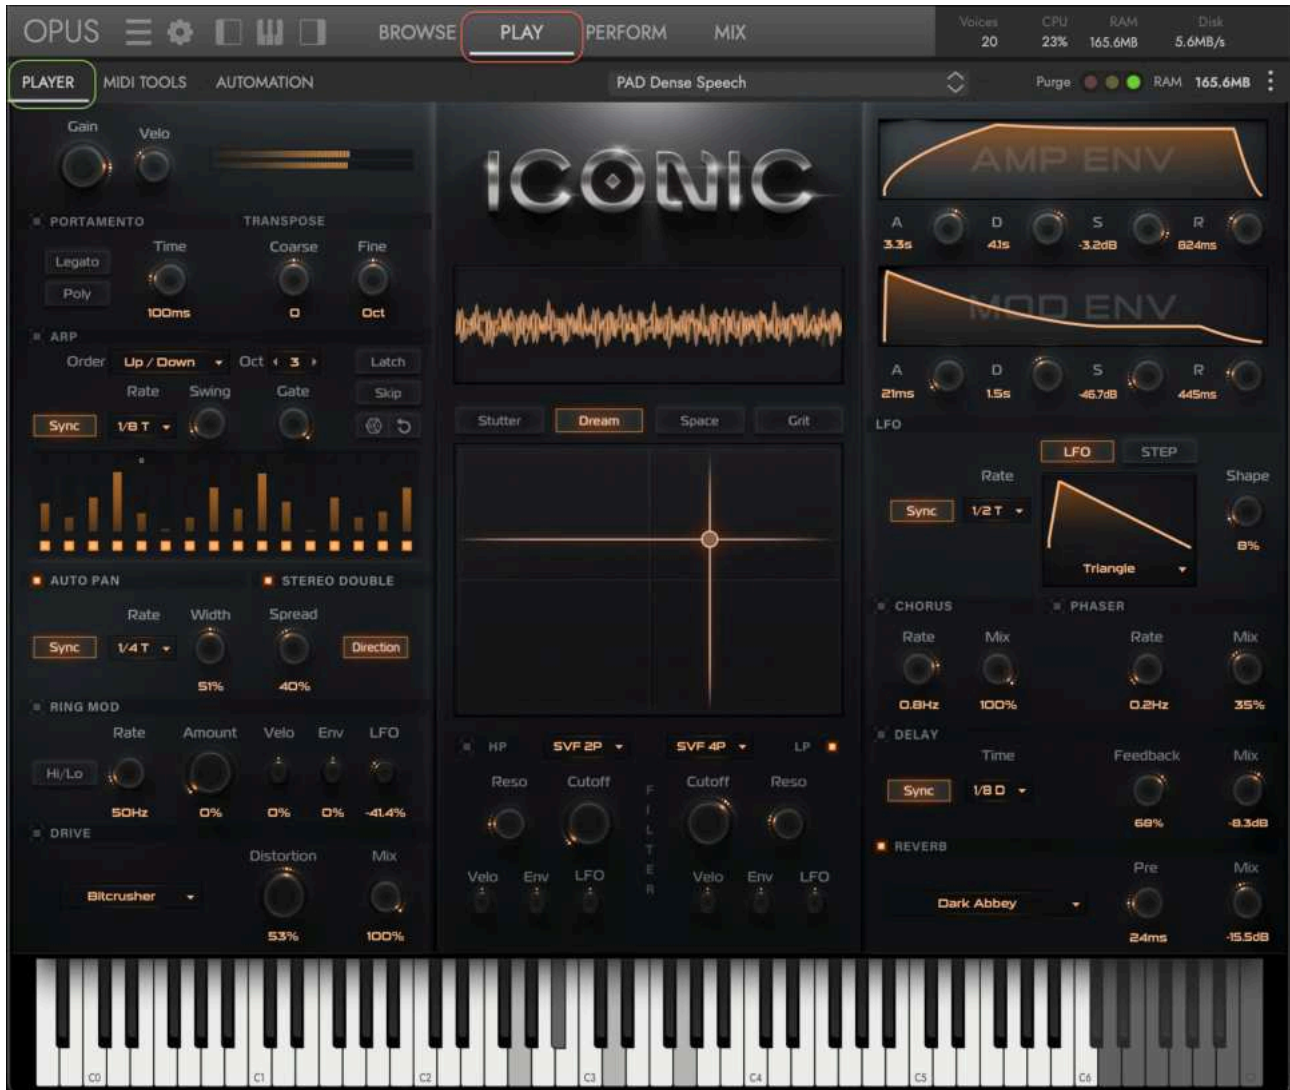 OPUS BROWSE PLAY PERFORM MIX Voices 20 CPU 23% RAM 165.6MB Disk 5.6MB/s
PLAYER MIDI TOOLS AUTOMATION PAD Dense Speech Purge RAM 165.6MB
Gain Velo
PORTAMENTO TRANSPOSE
Legato Poly Time 100ms Coarse 0 Fine Oct
ARP
Order Up / Down Oct 3 Latch
Rate Swing Gate Skip
Sync 1/8 T
AUTO PAN STEREO DOUBLE
Rate Width Spread
Sync 1/4 T Direction
51% 40%
RING MOD
Rate Amount Velo Env LFO
Hi/Lo
50Hz 0% 0% 0% -41.4%
DRIVE
Distortion Mix
Bitcrusher
53% 100%
ICONIC
Stutter Dream Space Grit
HP SVF 2P SVF 4P LP
Reso Cutoff Cutoff Reso
FILTER
Velo Env LFO Velo Env LFO
AMP ENV
A D S R
3.3s 4.1s -3.2dB 824ms
MOD ENV
A D S R
21ms 1.5s -46.7dB 445ms
LFO
LFO STEP
Rate Shape
Sync 1/2 T
8%
Triangle
CHORUS PHASER
Rate Mix Rate Mix
0.8Hz 100% 0.2Hz 35%
DELAY
Time Feedback Mix
Sync 1/8 D
68% -8.3dB
REVERB
Pre Mix
Dark Abbey
24ms -15.5dB
C0 C1 C2 C3 C4 C5 C6